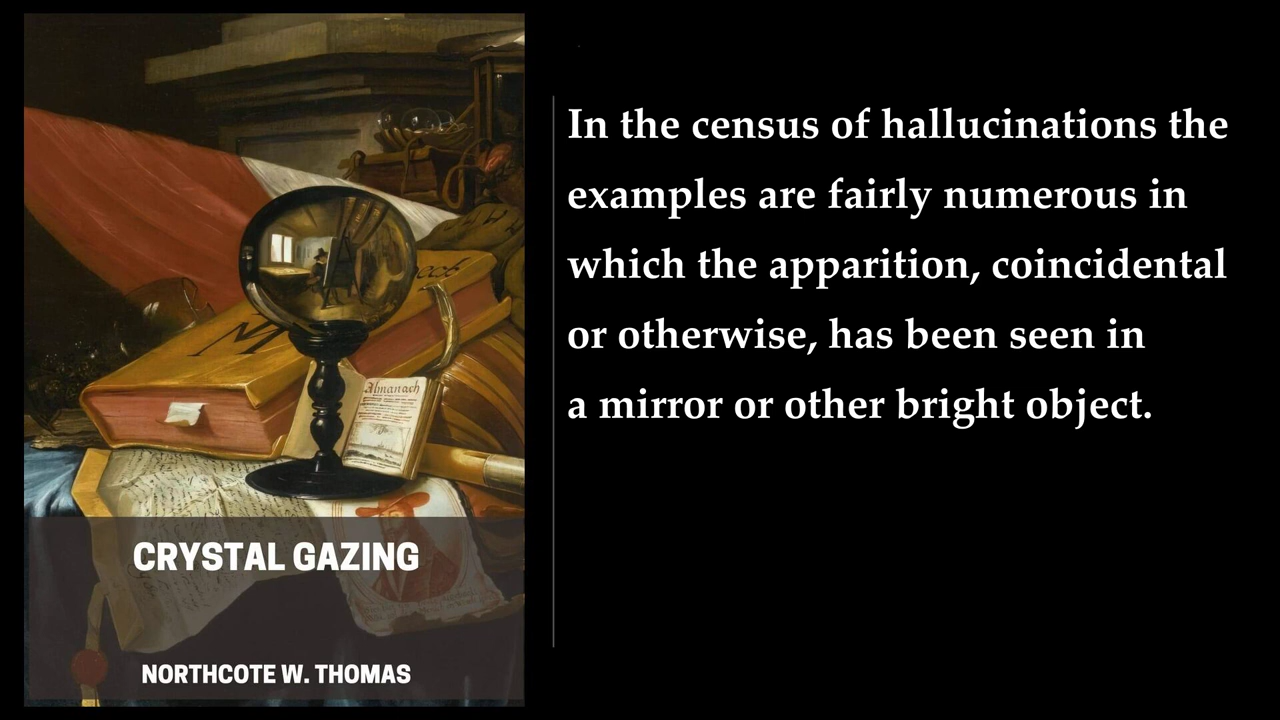 In the census of hallucinations the
examples are fairly numerous in
which the apparition, coincidental
or otherwise, has been seen in
a mirror or other bright object.
M
Almanach
CRYSTAL GAZING
NORTHCOTE W. THOMAS